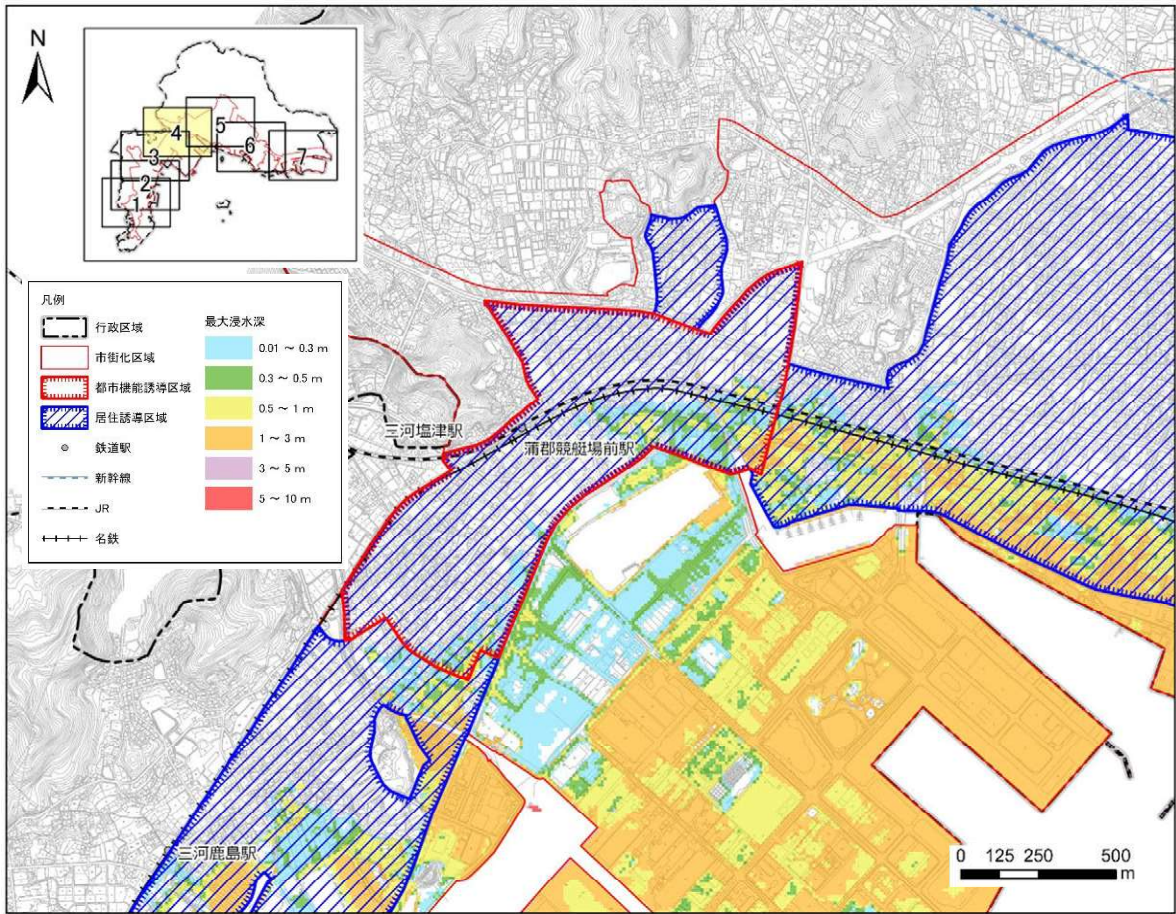 N
5
4
6
7
3
2
1
凡例
行政区域
市街化区域
都市機能誘導区域
居住誘導区域
鉄道駅
新幹線
JR
名鉄
最大浸水深
0.01 ～ 0.3 m
0.3 ～ 0.5 m
0.5 ～ 1 m
1 ～ 3 m
3 ～ 5 m
5 ～ 10 m
三河塩津駅
蒲郡競艇場前駅
三河鹿島駅
0 125 250 500
m